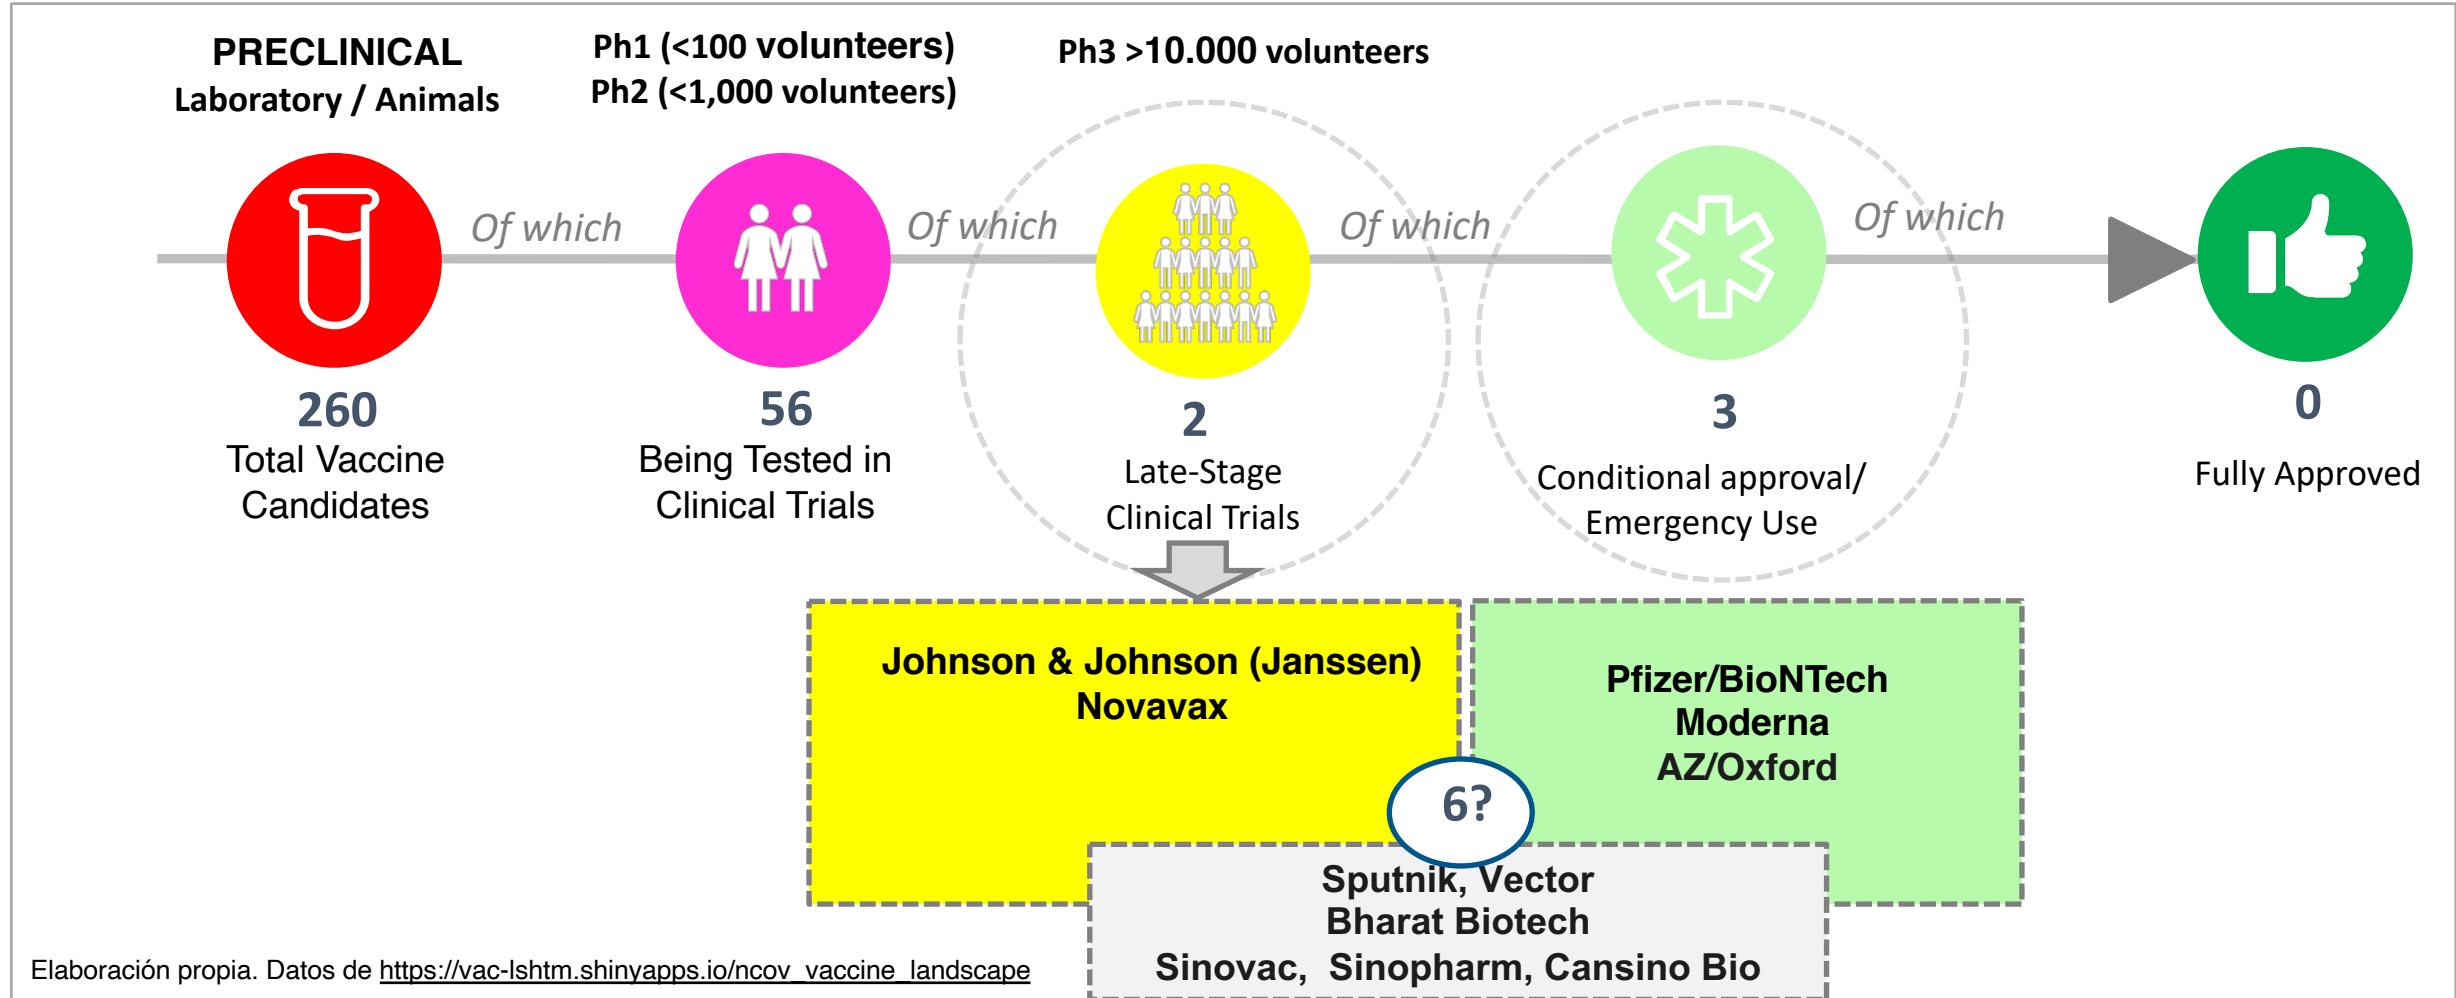 PRECLINICAL
Laboratory / Animals
Ph1 (<100 volunteers)
Ph2 (<1,000 volunteers)
Ph3 >10.000 volunteers
Of which
Of which
Of which
Of which
260
Total Vaccine
Candidates
56
Being Tested in
Clinical Trials
2
Late-Stage
Clinical Trials
3
Conditional approval/
Emergency Use
0
Fully Approved
Johnson & Johnson (Janssen)
Novavax
Pfizer/BioNTech
Moderna
AZ/Oxford
6?
Sputnik, Vector
Bharat Biotech
Sinovac, Sinopharm, Cansino Bio
Elaboración propia. Datos de https://vac-lshtm.shinyapps.io/ncov_vaccine_landscape